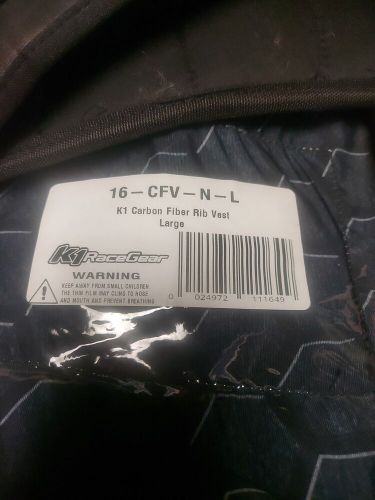 16-CFV-N-L
K1 Carbon Fiber Rib Vest
Large
K1 RaceGear
WARNING
KEEP AWAY FROM SMALL CHILDREN.
THE THIN FILM MAY CLING TO NOSE
AND MOUTH AND PREVENT BREATHING
0 024972 111649